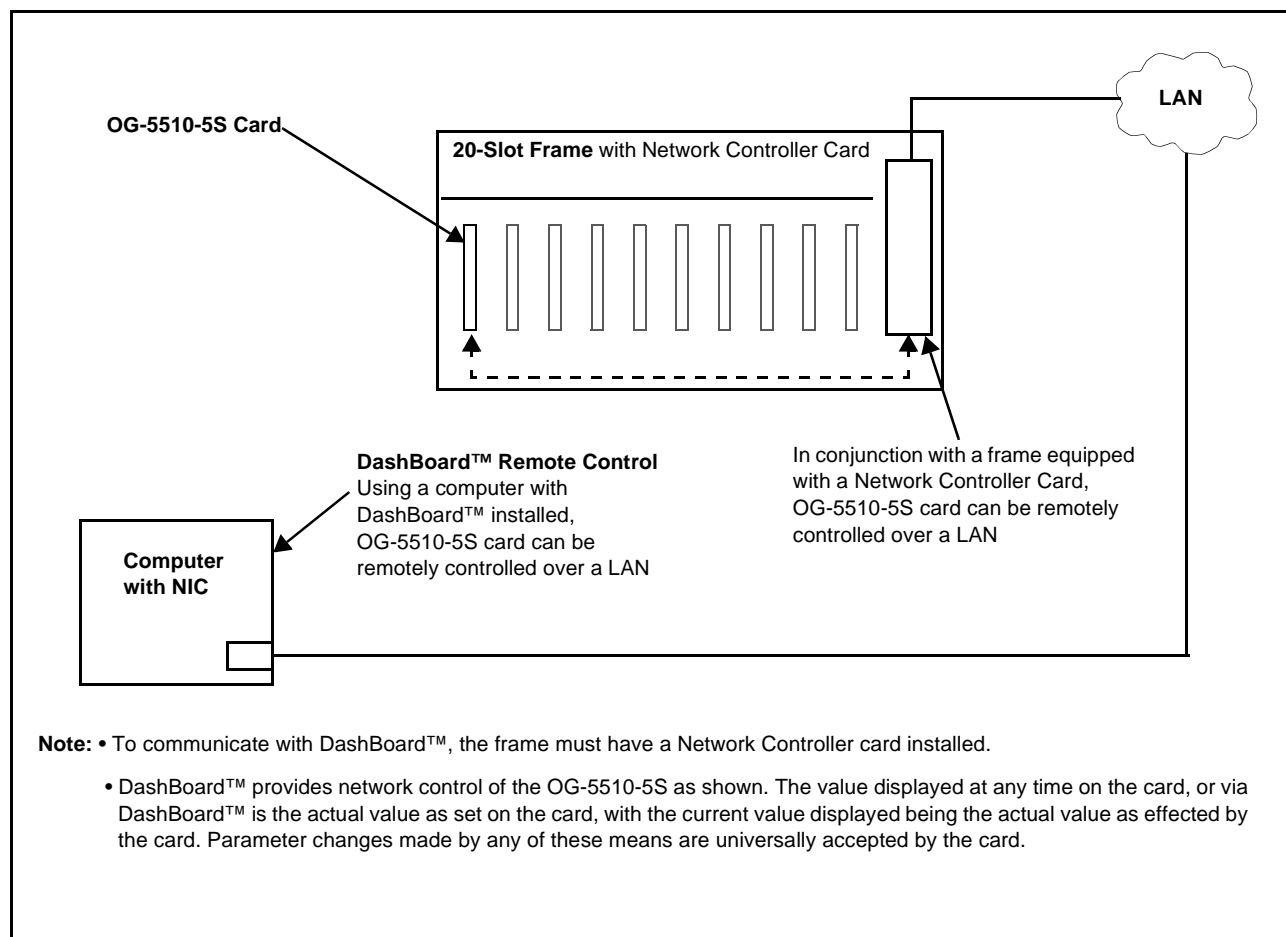 LAN
OG-5510-5S Card
20-Slot Frame with Network Controller Card
DashBoard™ Remote Control
Using a computer with
DashBoard™ installed,
OG-5510-5S card can be
remotely controlled over a LAN
In conjunction with a frame equipped
with a Network Controller Card,
OG-5510-5S card can be remotely
controlled over a LAN
Computer
with NIC
Note: • To communicate with DashBoard™, the frame must have a Network Controller card installed.
• DashBoard™ provides network control of the OG-5510-5S as shown. The value displayed at any time on the card, or via
DashBoard™ is the actual value as set on the card, with the current value displayed being the actual value as effected by
the card. Parameter changes made by any of these means are universally accepted by the card.